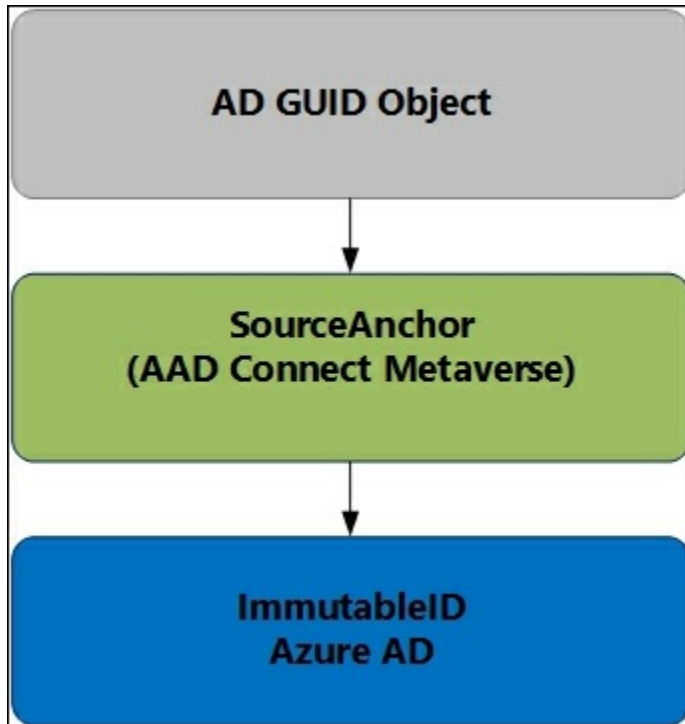 AD GUID Object
SourceAnchor
(AAD Connect Metaverse)
ImmutableID
Azure AD